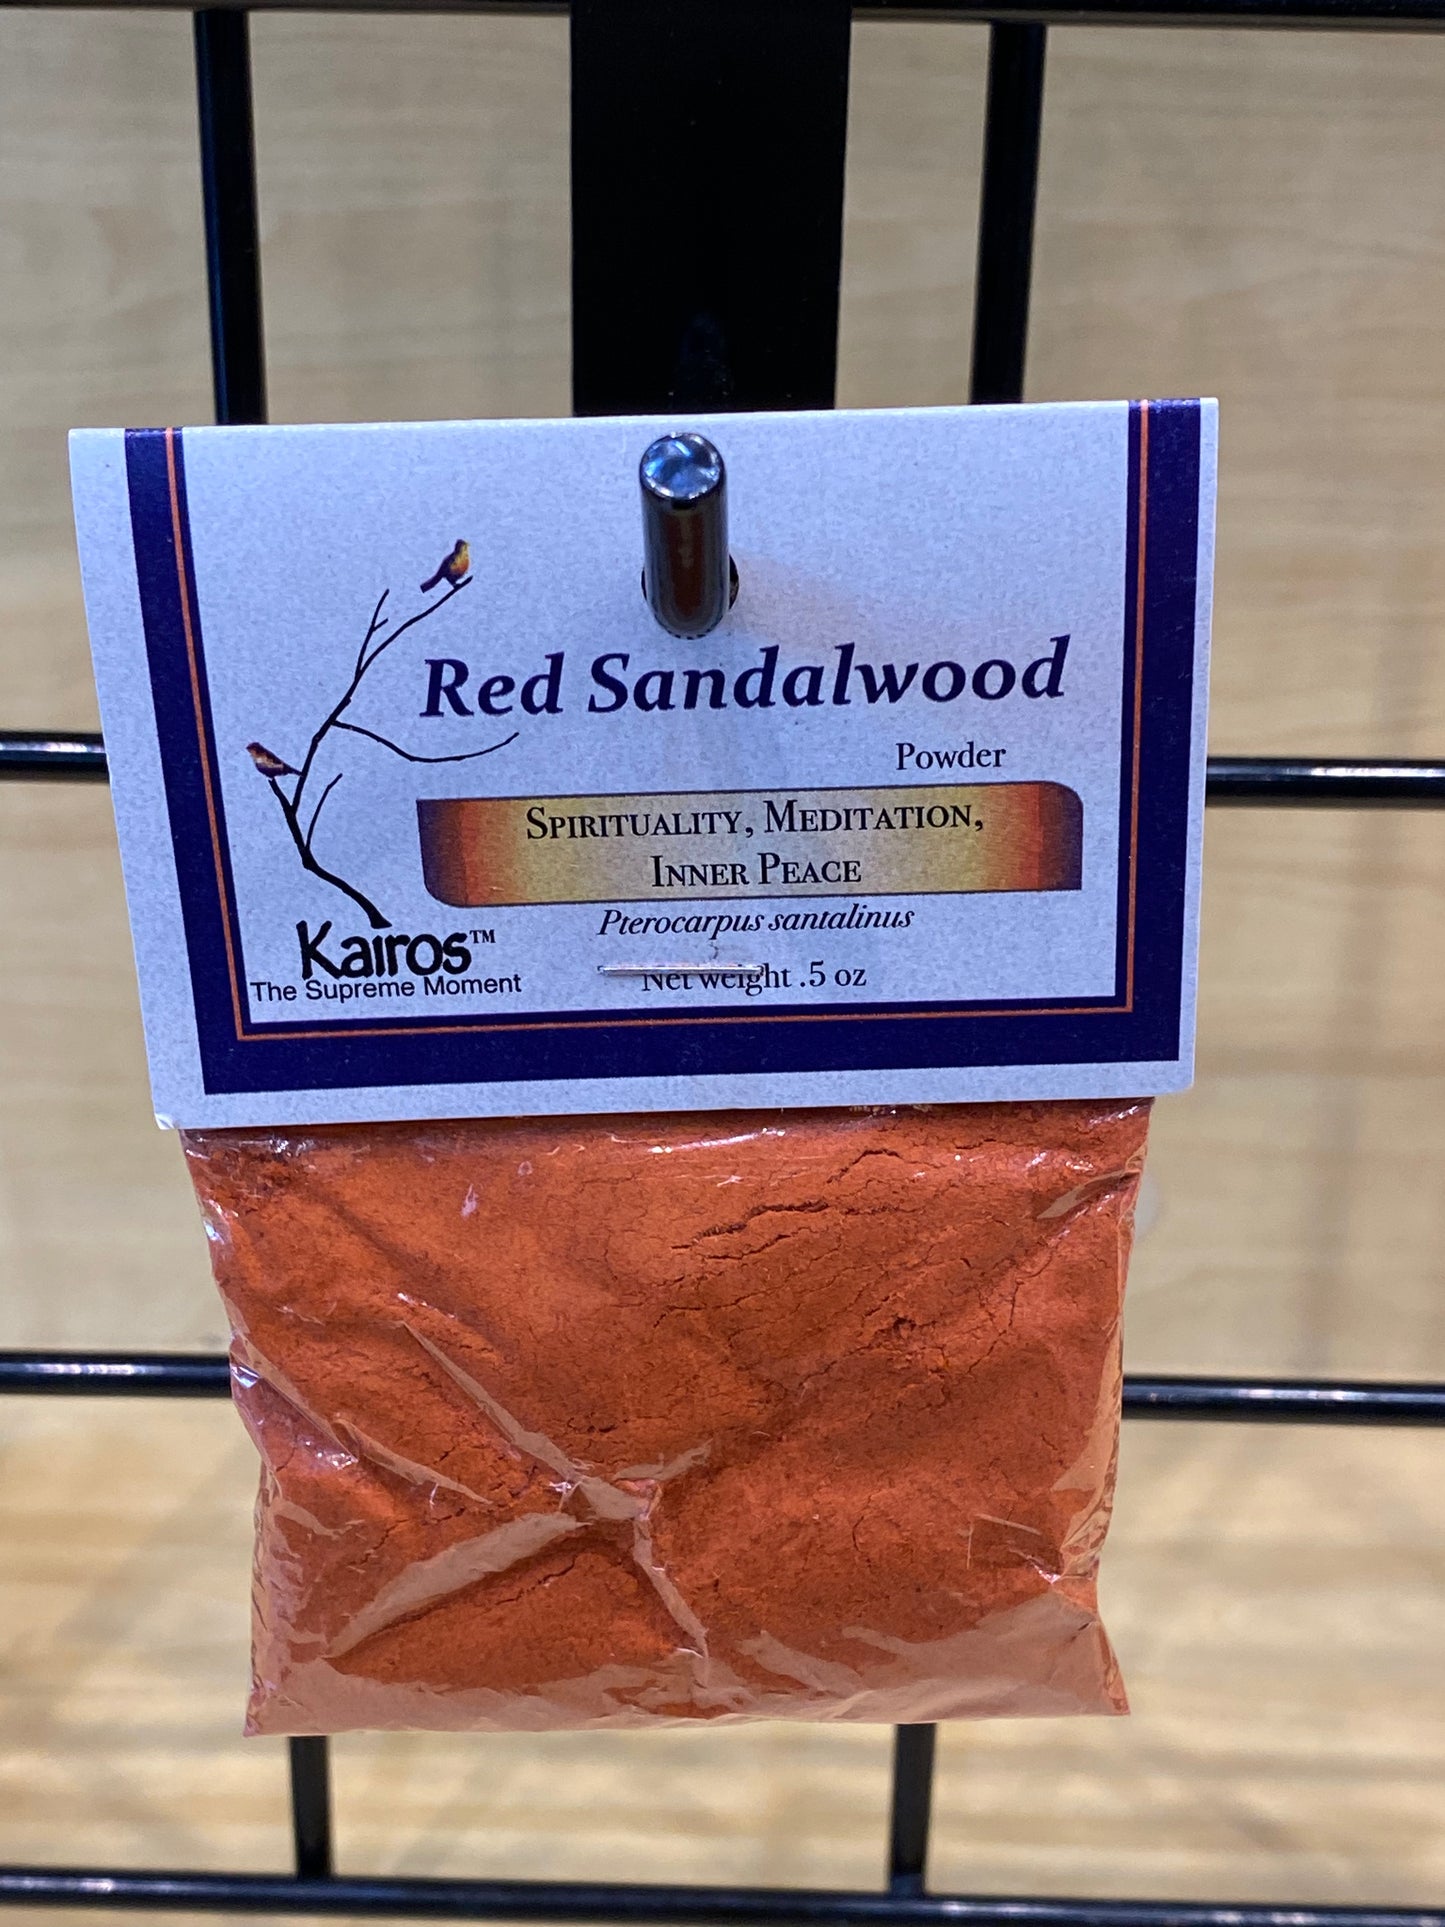 Red Sandalwood
Powder
Spirituality, Meditation,
Inner Peace
Pterocarpus santalinus
Net weight .5 oz
Kairos™
The Supreme Moment